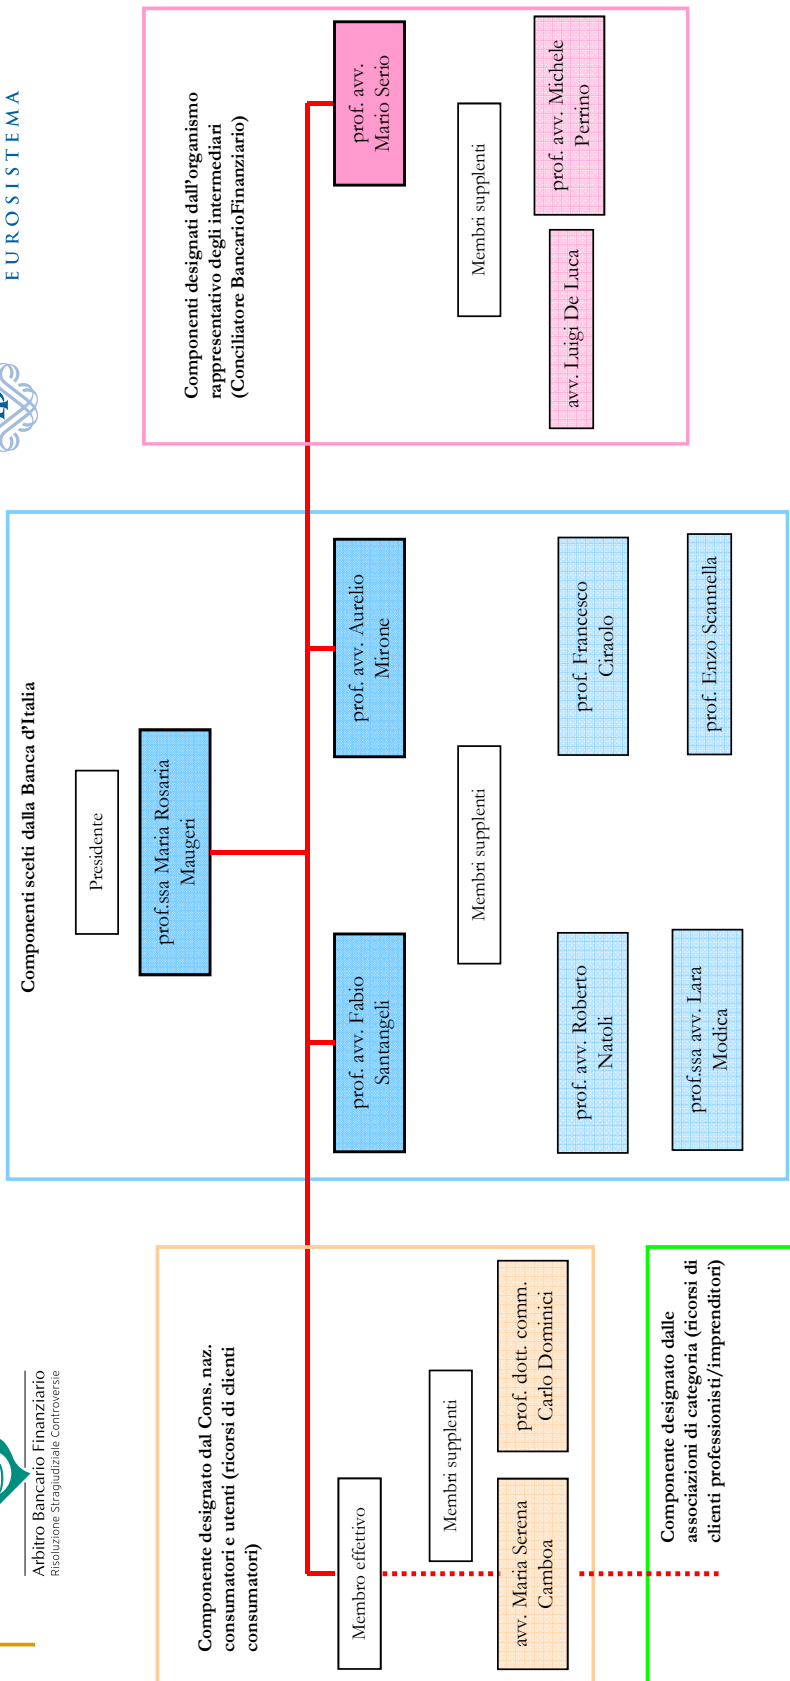 Arbitro Bancario Finanziario
Risoluzione Stragiudiziale Controversie
EUROSISTEMA
Componenti scelti dalla Banca d'Italia
Presidente
prof.ssa Maria Rosaria
Maugeri
Componente designato dal Cons. naz.
consumatori e utenti (ricorsi di clienti
consumatori)
Membro effettivo
Membri supplenti
avv. Maria Serena
Camboa
prof. dott. comm.
Carlo Dominici
prof. avv. Fabio
Santangeli
prof. avv. Aurelio
Mirone
Membri supplenti
prof. avv. Roberto
Natoli
prof. Francesco
Ciraolo
prof.ssa avv. Lara
Modica
prof. Enzo Scannella
Componenti designati dall'organismo
rappresentativo degli intermediari
(Conciliatore BancarioFinanziario)
prof. avv.
Mario Serio
Membri supplenti
avv. Luigi De Luca
prof. avv. Michele
Perrino
Componente designato dalle
associazioni di categoria (ricorsi di
clienti professionisti/imprenditori)